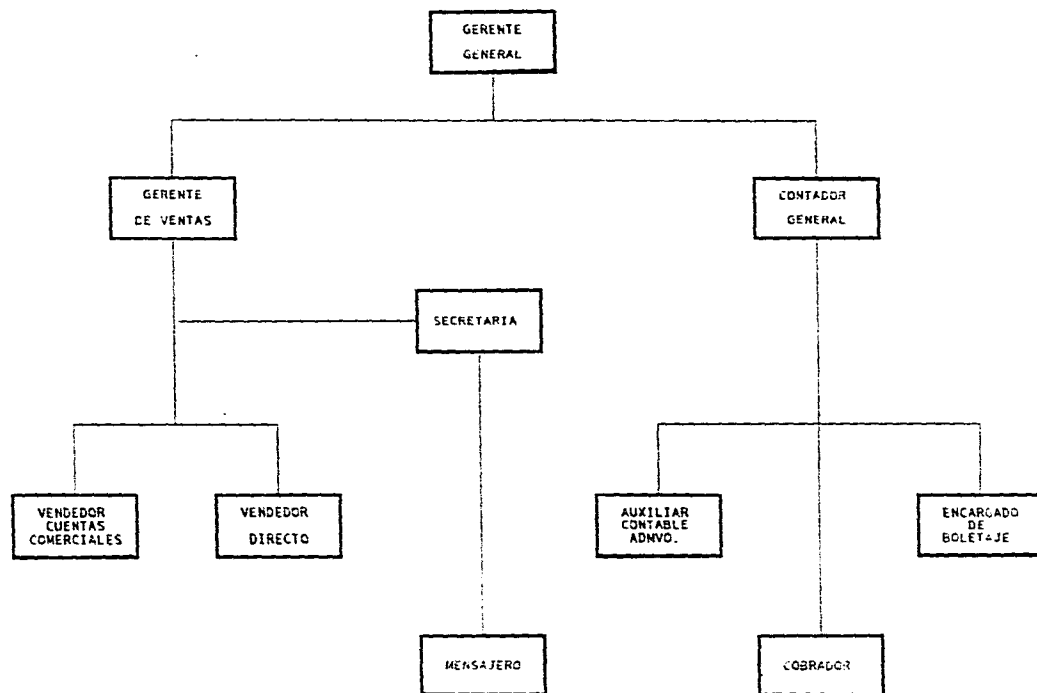 GERENTE
GENERAL
GERENTE
DE VENTAS
CONTADOR
GENERAL
SECRETARIA
VENDEDOR
CUENTAS
COMERCIALES
VENDEDOR
DIRECTO
AUXILIAR
CONTABLE
ADMVO.
ENCARGADO
DE
BOLETAJE
MENSAJERO
COBRADOR